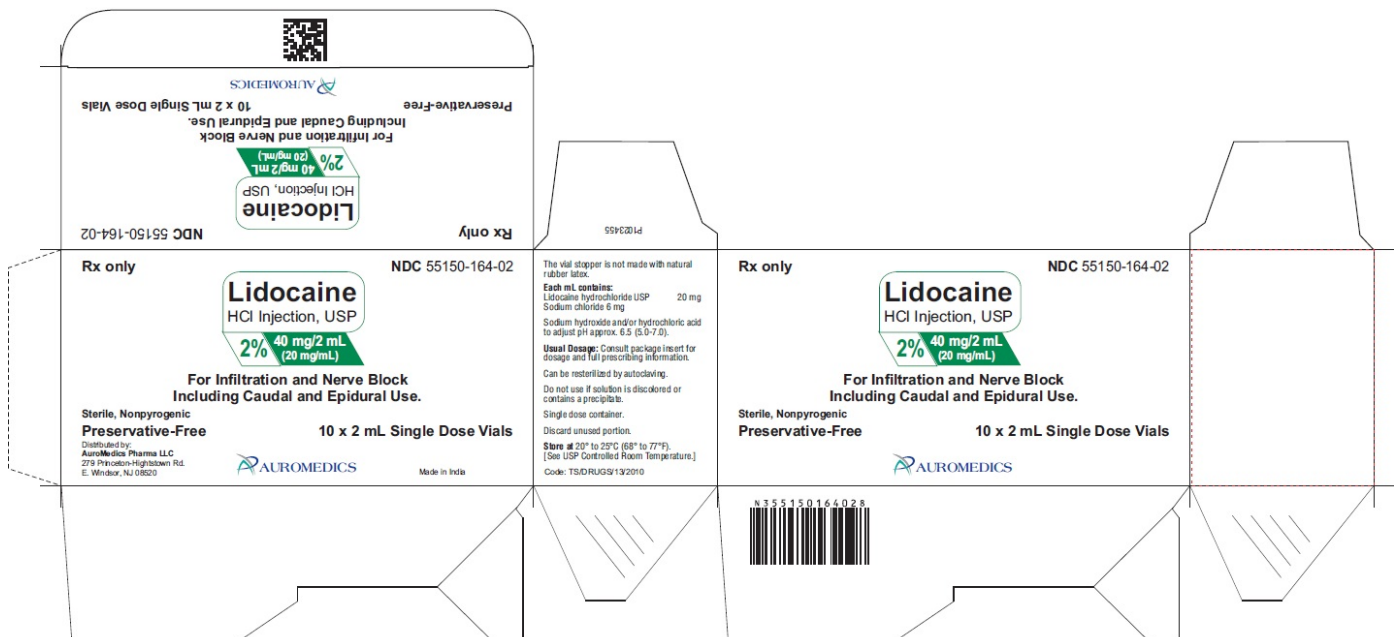 AUROMEDICS
Preservative-Free 10 x 2 mL Single Dose Vials
For Infiltration and Nerve Block
Including Caudal and Epidural Use.
2% 40 mg/2 mL
(20 mg/mL)
Lidocaine
HCl Injection, USP
Rx only NDC 55150-164-02
Rx only NDC 55150-164-02
Lidocaine
HCl Injection, USP
2% 40 mg/2 mL
(20 mg/mL)
For Infiltration and Nerve Block
Including Caudal and Epidural Use.
Sterile, Nonpyrogenic
Preservative-Free 10 x 2 mL Single Dose Vials
Distributed by:
AuroMedics Pharma LLC
279 Princeton-Hightstown Rd.
E. Windsor, NJ 08520
AUROMEDICS
Made in India
P1023455
The vial stopper is not made with natural
rubber latex.
Each mL contains:
Lidocaine hydrochloride USP 20 mg
Sodium chloride 6 mg
Sodium hydroxide and/or hydrochloric acid
to adjust pH approx. 6.5 (5.0-7.0).
Usual Dosage: Consult package insert for
dosage and full prescribing information.
Can be resterilized by autoclaving.
Do not use if solution is discolored or
contains a precipitate.
Single dose container.
Discard unused portion.
Store at 20° to 25°C (68° to 77°F).
[See USP Controlled Room Temperature.]
Code: TS/DRUGS/13/2010
Rx only NDC 55150-164-02
Lidocaine
HCl Injection, USP
2% 40 mg/2 mL
(20 mg/mL)
For Infiltration and Nerve Block
Including Caudal and Epidural Use.
Sterile, Nonpyrogenic
Preservative-Free 10 x 2 mL Single Dose Vials
AUROMEDICS
N 3 5 5 1 5 0 1 6 4 0 2 8